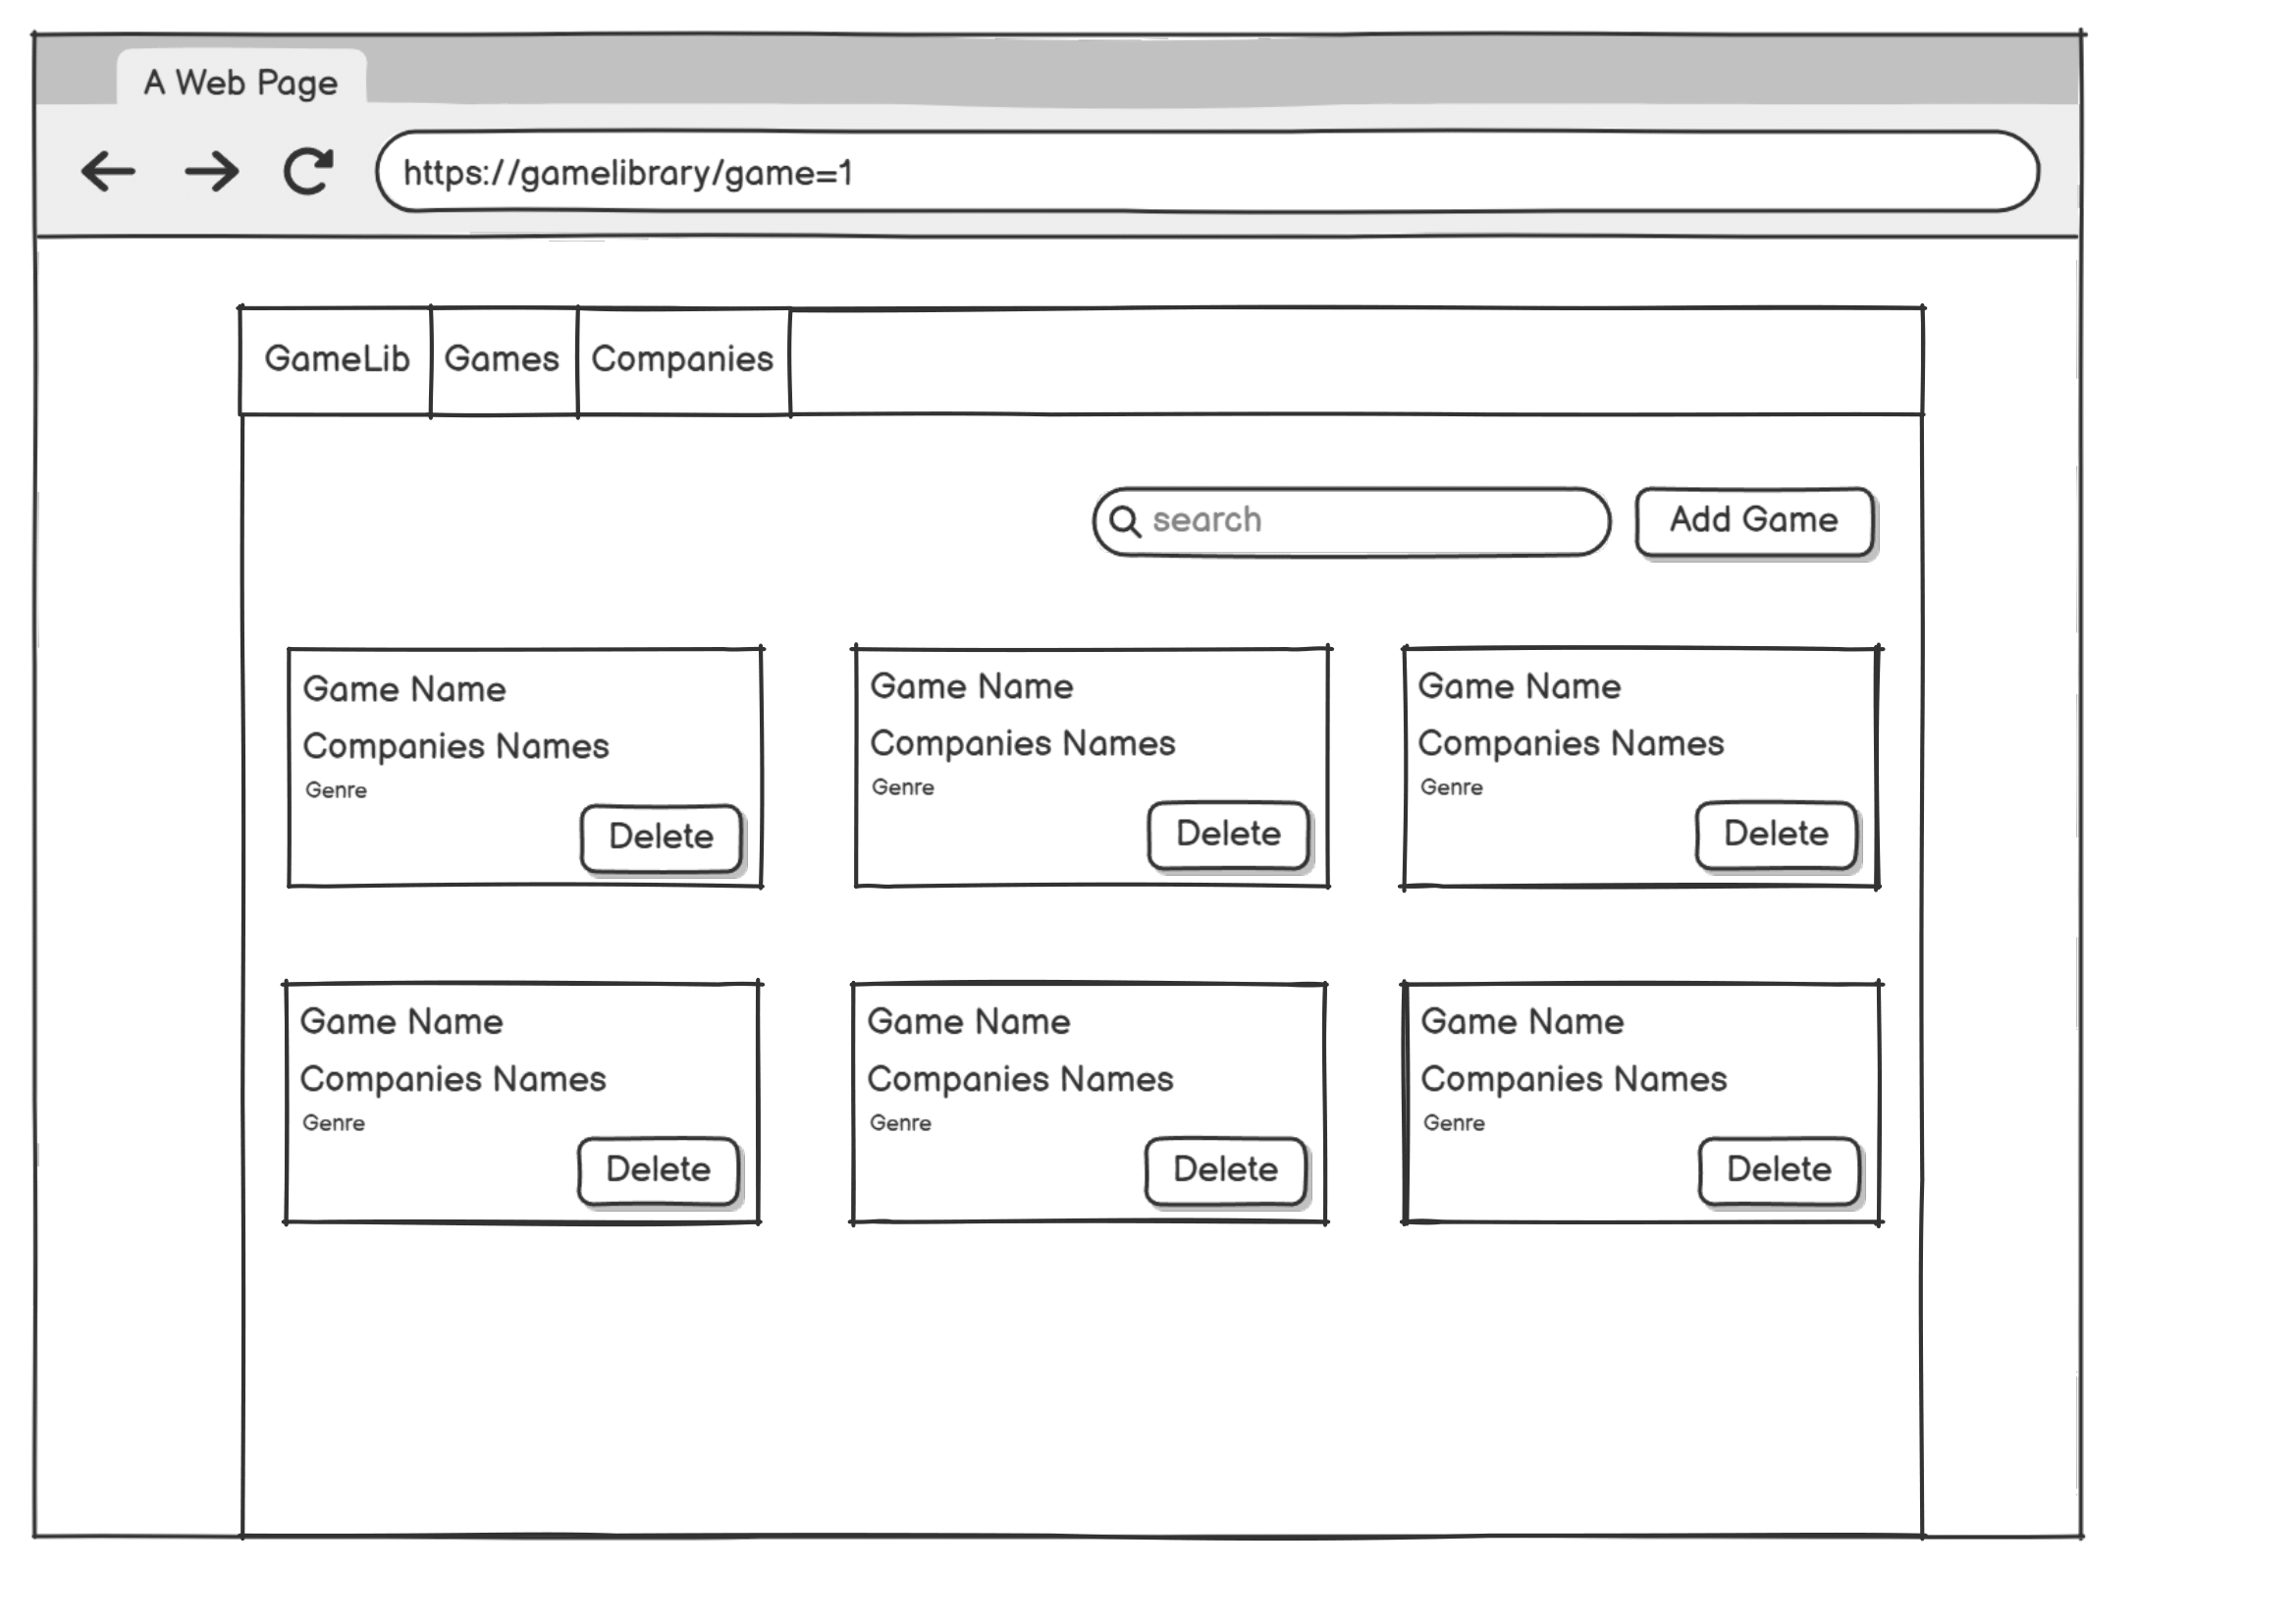 A Web Page
https://gamelibrary/game=1
GameLib Games Companies
search Add Game
Game Name
Companies Names
Genre
Delete
Game Name
Companies Names
Genre
Delete
Game Name
Companies Names
Genre
Delete
Game Name
Companies Names
Genre
Delete
Game Name
Companies Names
Genre
Delete
Game Name
Companies Names
Genre
Delete